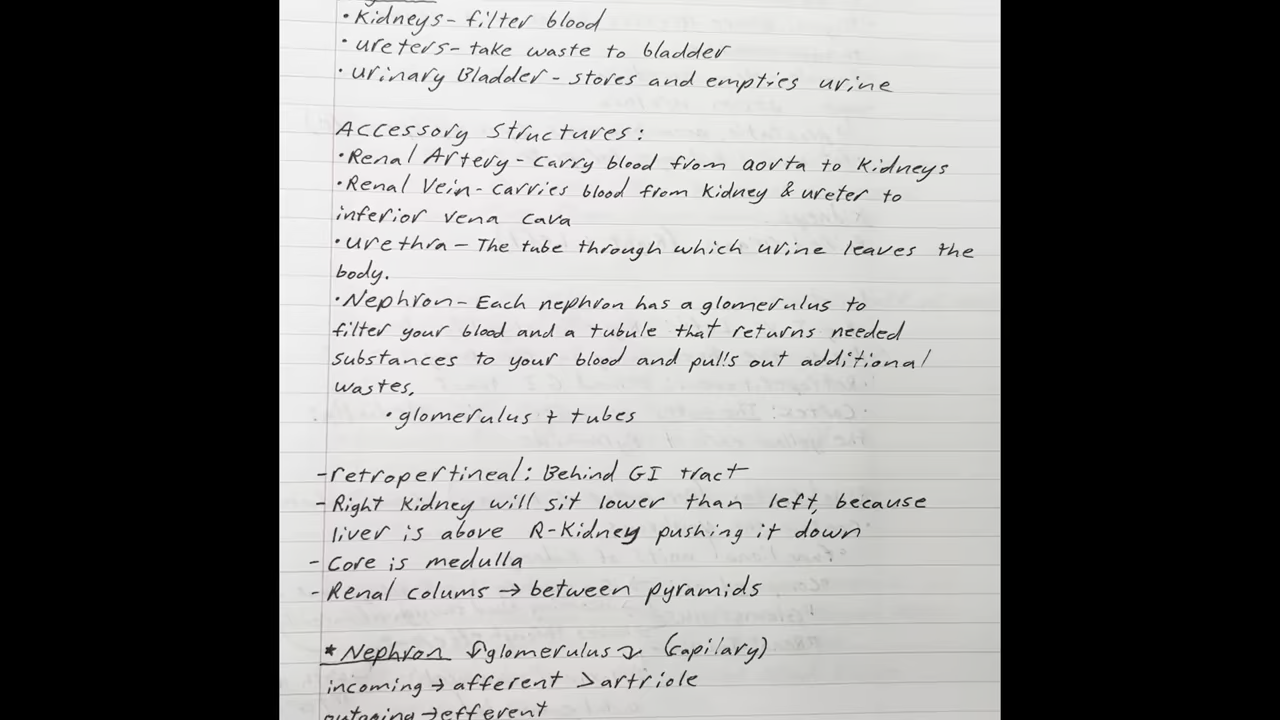 •Kidneys- filter blood
•ureters- take waste to bladder
•Urinary Bladder- stores and empties urine
Accessory Structures:
•Renal Artery- Carry blood from aorta to Kidneys
•Renal Vein- carries blood from Kidney & ureter to
inferior vena cava
•urethra- The tube through which urine leaves the
body.
•Nephron- Each nephron has a glomerulus to
filter your blood and a tubule that returns needed
substances to your blood and pulls out additional
wastes,
•glomerulus + tubes
-retropertineal: Behind GI tract
-Right Kidney will sit lower than left, because
liver is above R-Kidney pushing it down
-Core is medulla
-Renal colums → between pyramids
*Nephron glomerulus (capilary)
incoming → afferent > artriole
outgoing → efferent